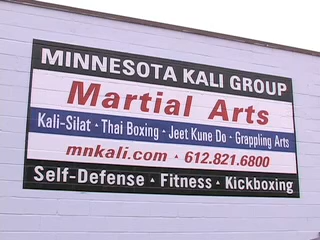 MINNESOTA KALI GROUP
Martial Arts
Kali-Silat • Thai Boxing • Jeet Kune Do • Grappling Arts
mnkali.com ▲ 612.821.6800
Self-Defense ▲ Fitness ▲ Kickboxing